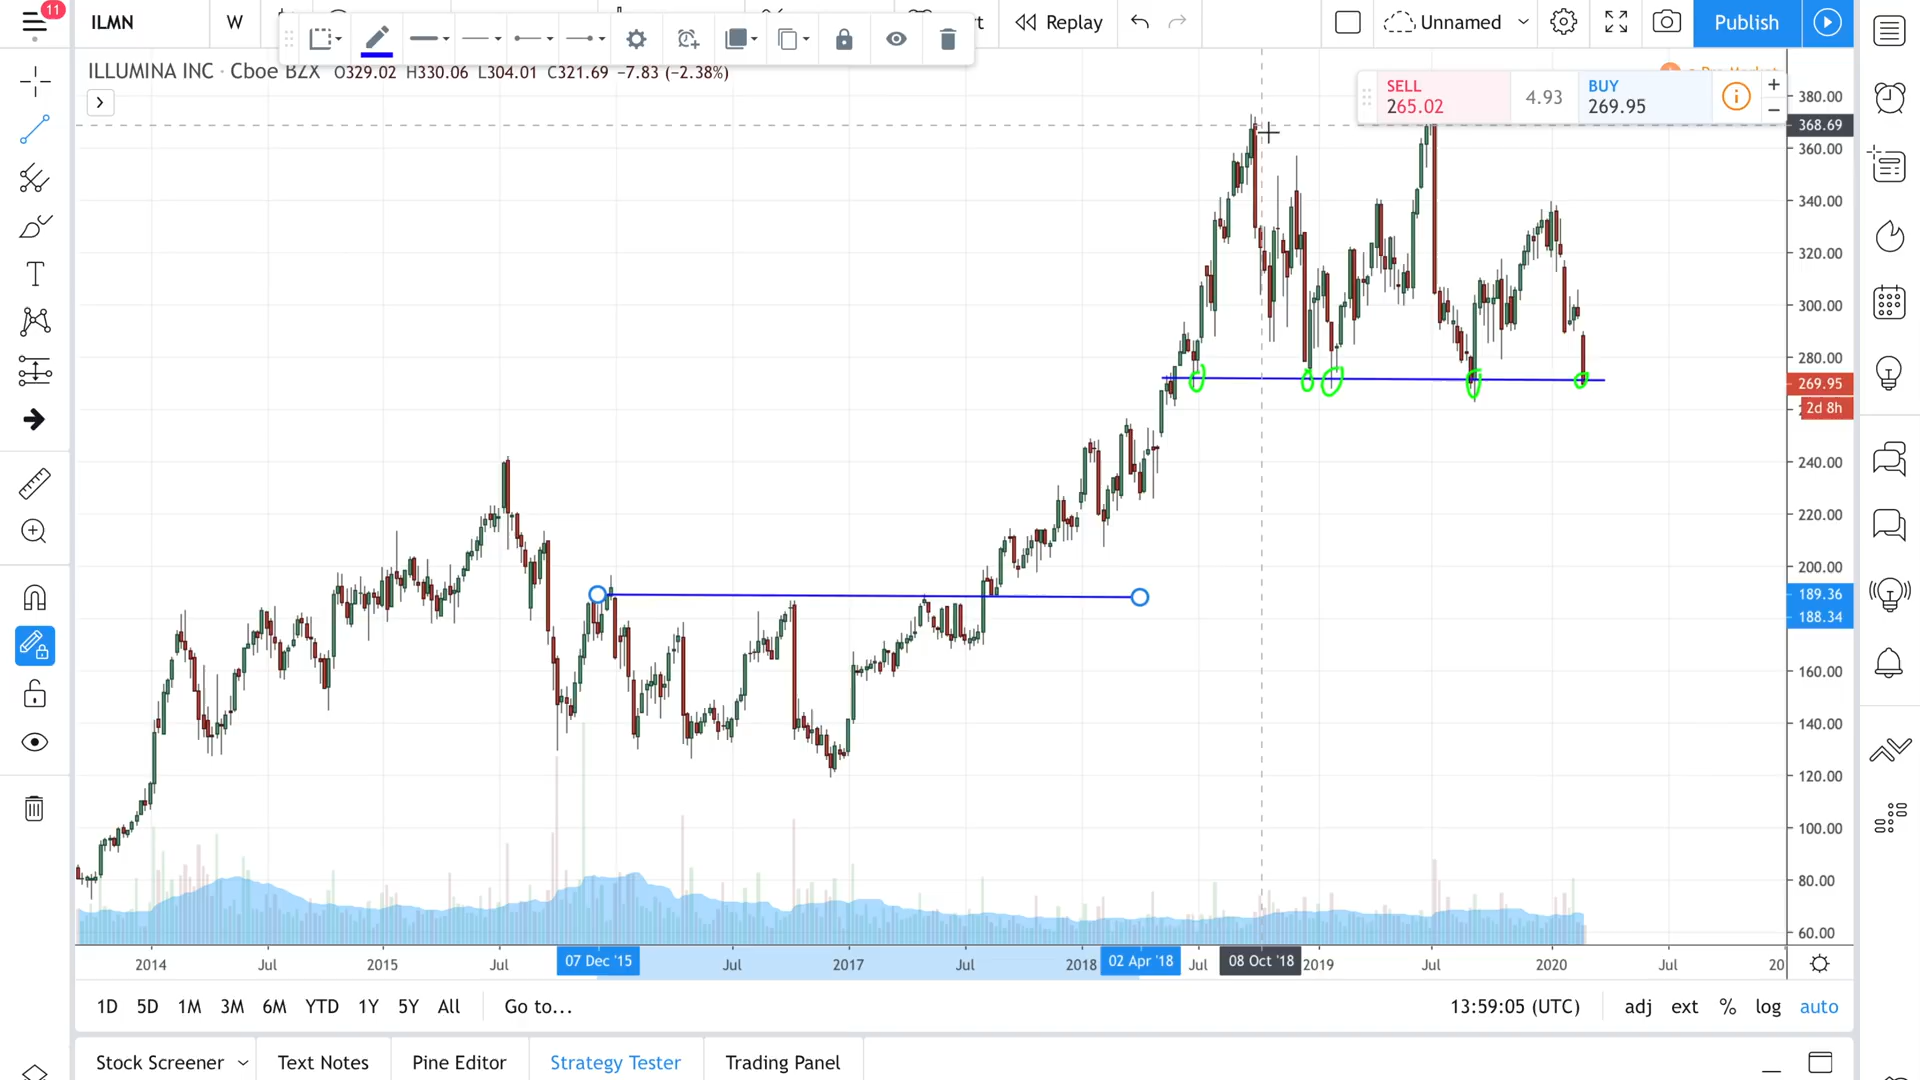 11
ILMN
W
Replay
Unnamed
Publish
ILLUMINA INC · Cboe BZX O329.02 H330.06 L304.01 C321.69 −7.83 (−2.38%)
SELL
265.02
4.93
BUY
269.95
380.00
368.69
360.00
340.00
320.00
300.00
280.00
269.95
2d 8h
240.00
220.00
200.00
189.36
188.34
160.00
140.00
120.00
100.00
80.00
60.00
2014 Jul 2015 Jul 07 Dec '15 Jul 2017 Jul 2018 02 Apr '18 Jul 08 Oct '18 2019 Jul 2020 Jul 20
1D 5D 1M 3M 6M YTD 1Y 5Y All Go to... 13:59:05 (UTC) adj ext % log auto
Stock Screener Text Notes Pine Editor Strategy Tester Trading Panel